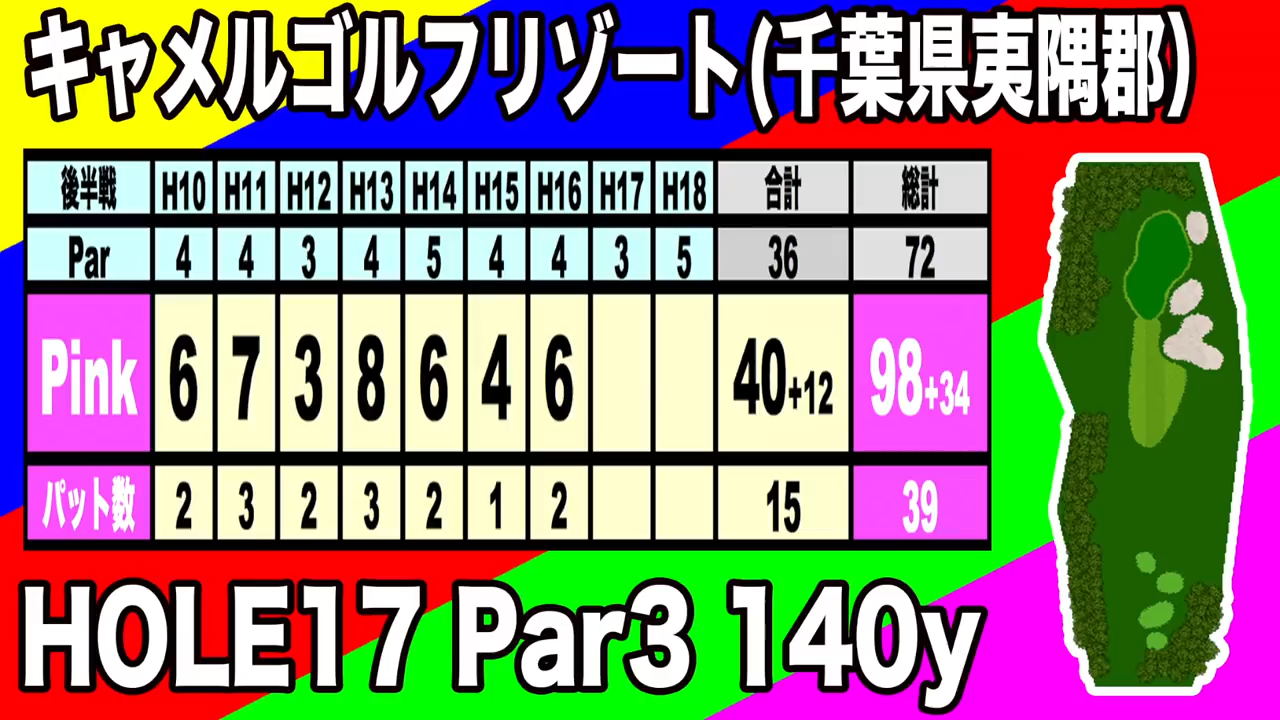 キャメルゴルフリゾート(千葉県夷隅郡)
後半戦 H10 H11 H12 H13 H14 H15 H16 H17 H18 合計 総計
Par 4 4 3 4 5 4 4 3 5 36 72
Pink 6 7 3 8 6 4 6 40+12 98+34
パット数 2 3 2 3 2 1 2 15 39
HOLE17 Par3 140y